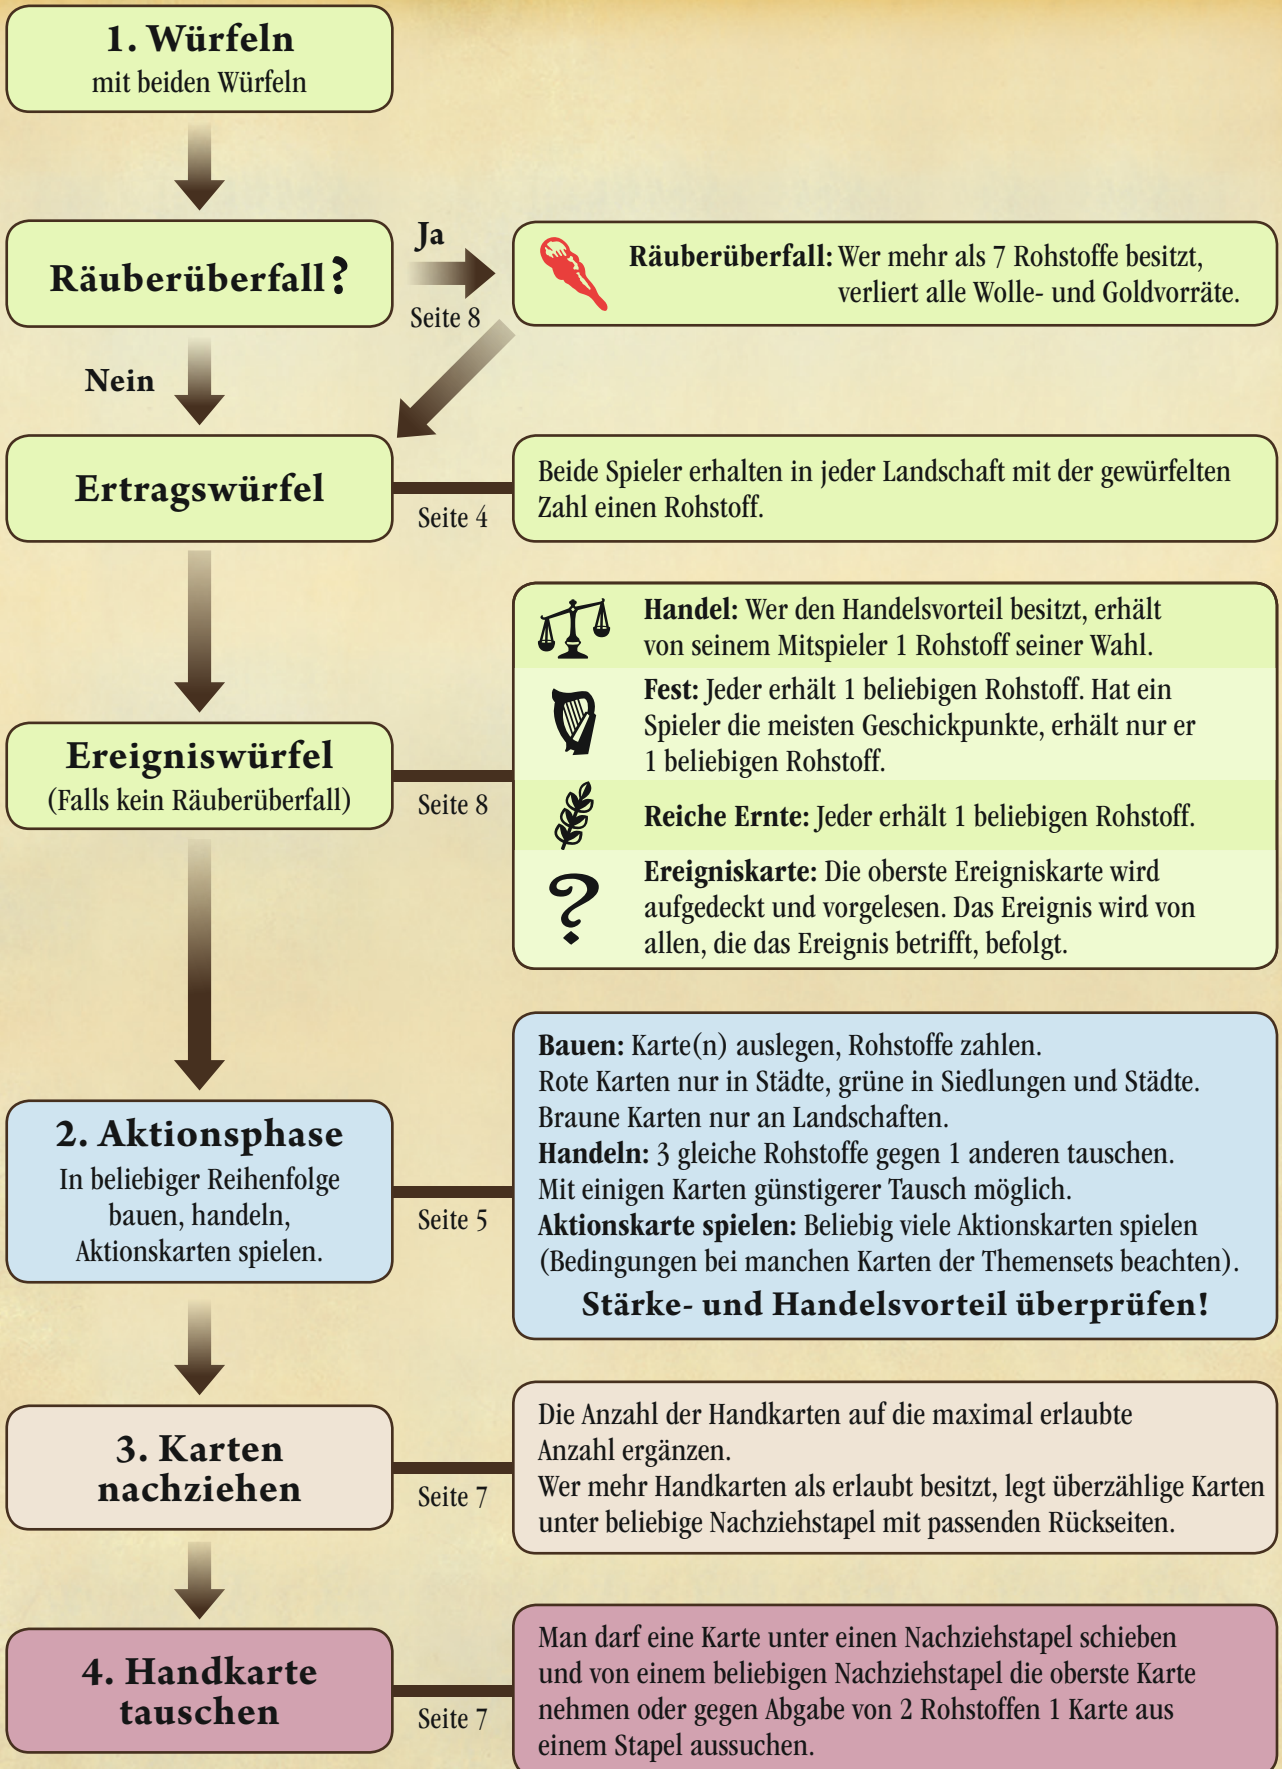 1. Würfeln
mit beiden Würfeln
Räuberüberfall?
Ja
Seite 8
Räuberüberfall: Wer mehr als 7 Rohstoffe besitzt,
verliert alle Wolle- und Goldvorräte.
Nein
Ertragswürfel
Seite 4
Beide Spieler erhalten in jeder Landschaft mit der gewürfelten
Zahl einen Rohstoff.
Ereigniswürfel
(Falls kein Räuberüberfall)
Seite 8
Handel: Wer den Handelsvorteil besitzt, erhält
von seinem Mitspieler 1 Rohstoff seiner Wahl.
Fest: Jeder erhält 1 beliebigen Rohstoff. Hat ein
Spieler die meisten Geschickpunkte, erhält nur er
1 beliebigen Rohstoff.
Reiche Ernte: Jeder erhält 1 beliebigen Rohstoff.
?
Ereigniskarte: Die oberste Ereigniskarte wird
aufgedeckt und vorgelesen. Das Ereignis wird von
allen, die das Ereignis betrifft, befolgt.
2. Aktionsphase
In beliebiger Reihenfolge
bauen, handeln,
Aktionskarten spielen.
Seite 5
Bauen: Karte(n) auslegen, Rohstoffe zahlen.
Rote Karten nur in Städte, grüne in Siedlungen und Städte.
Braune Karten nur an Landschaften.
Handeln: 3 gleiche Rohstoffe gegen 1 anderen tauschen.
Mit einigen Karten günstigerer Tausch möglich.
Aktionskarte spielen: Beliebig viele Aktionskarten spielen
(Bedingungen bei manchen Karten der Themensets beachten).
Stärke- und Handelsvorteil überprüfen!
3. Karten
nachziehen
Seite 7
Die Anzahl der Handkarten auf die maximal erlaubte
Anzahl ergänzen.
Wer mehr Handkarten als erlaubt besitzt, legt überzählige Karten
unter beliebige Nachziehstapel mit passenden Rückseiten.
4. Handkarte
tauschen
Seite 7
Man darf eine Karte unter einen Nachziehstapel schieben
und von einem beliebigen Nachziehstapel die oberste Karte
nehmen oder gegen Abgabe von 2 Rohstoffen 1 Karte aus
einem Stapel aussuchen.